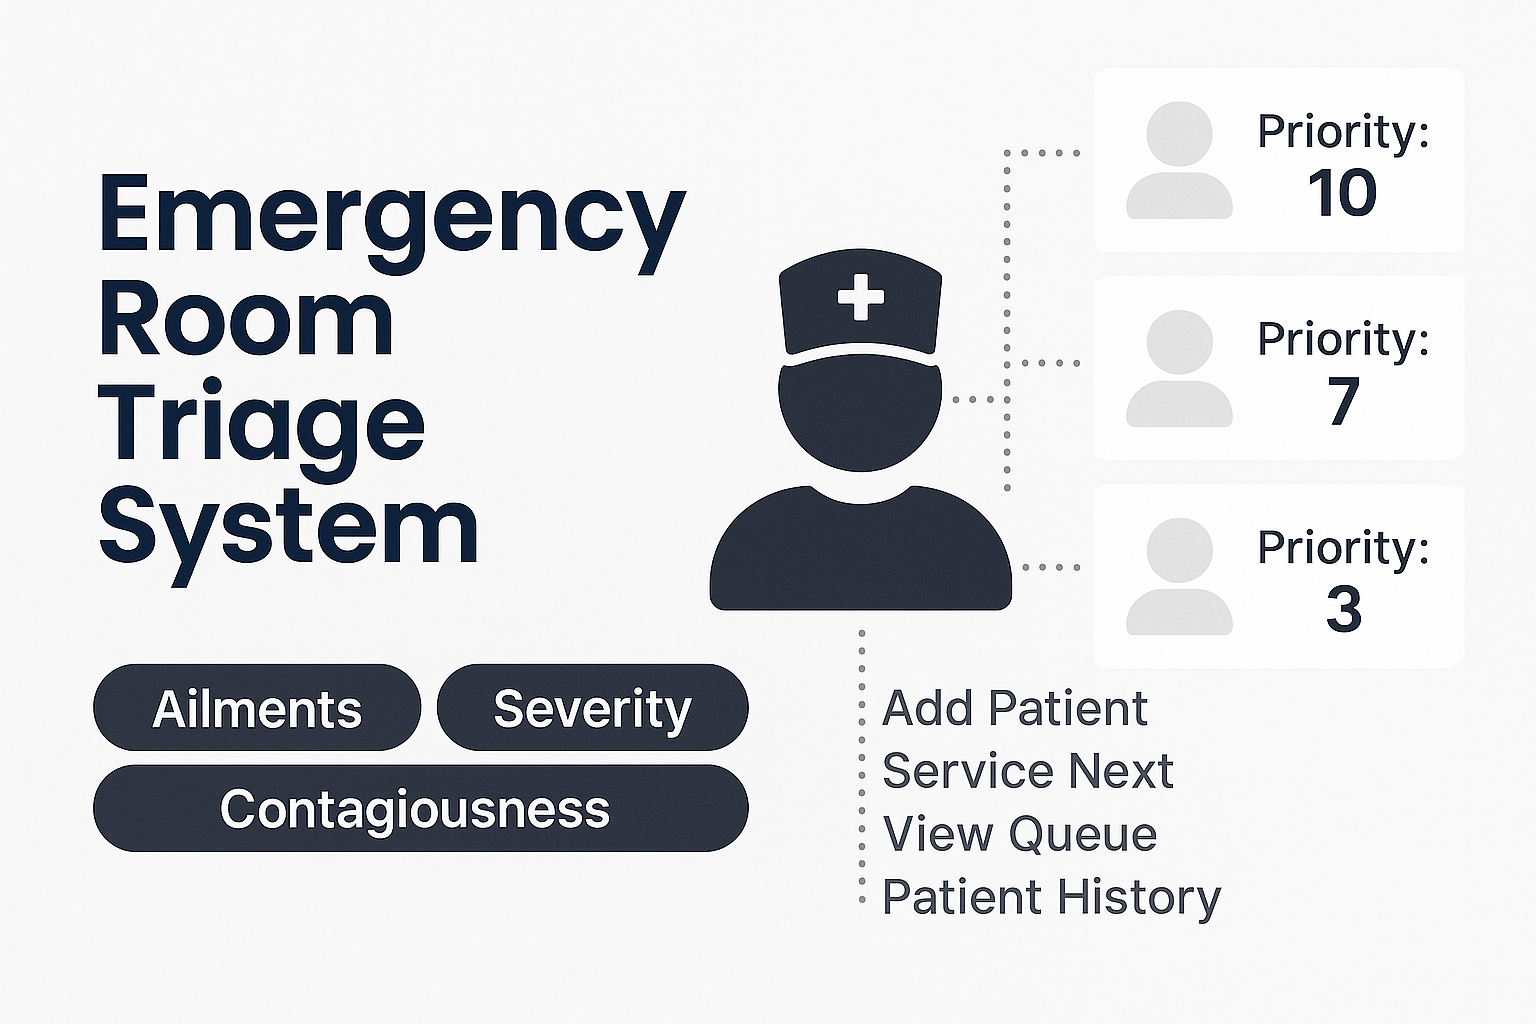 Emergency
Room
Triage
System
Ailments
Severity
Contagiousness
Priority:
10
Priority:
7
Priority:
3
Add Patient
Service Next
View Queue
Patient History